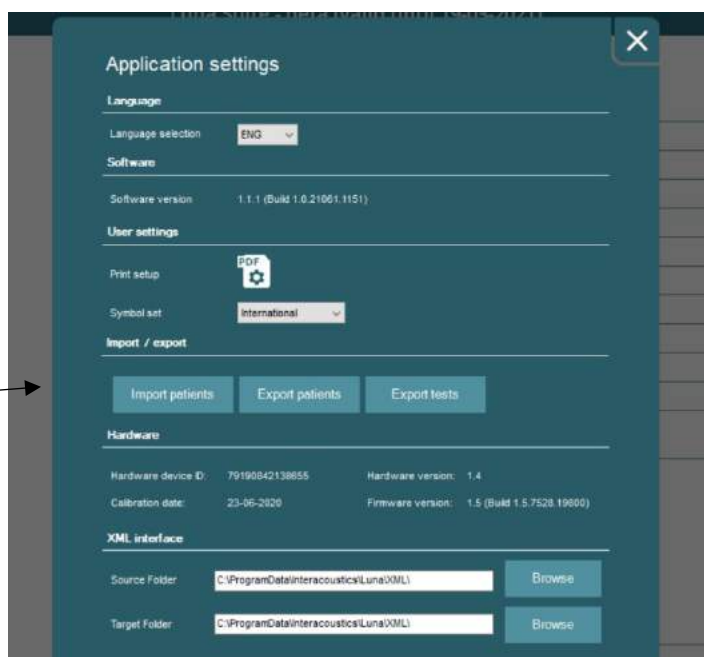 Application settings
Language
Language selection ENG
Software
Software version 1.1.1 (Build 1.0.21061.1151)
User settings
PDF
Print setup
Symbol set International
Import / export
Import patients Export patients Export tests
Hardware
Hardware device ID: 79190842138655 Hardware version: 1.4
Calibration date: 23-06-2020 Firmware version: 1.5 (Build 1.5.7528.19800)
XML interface
Source Folder C:\ProgramData\Interacoustics\Luna\XML\ Browse
Target Folder C:\ProgramData\Interacoustics\Luna\XML\ Browse